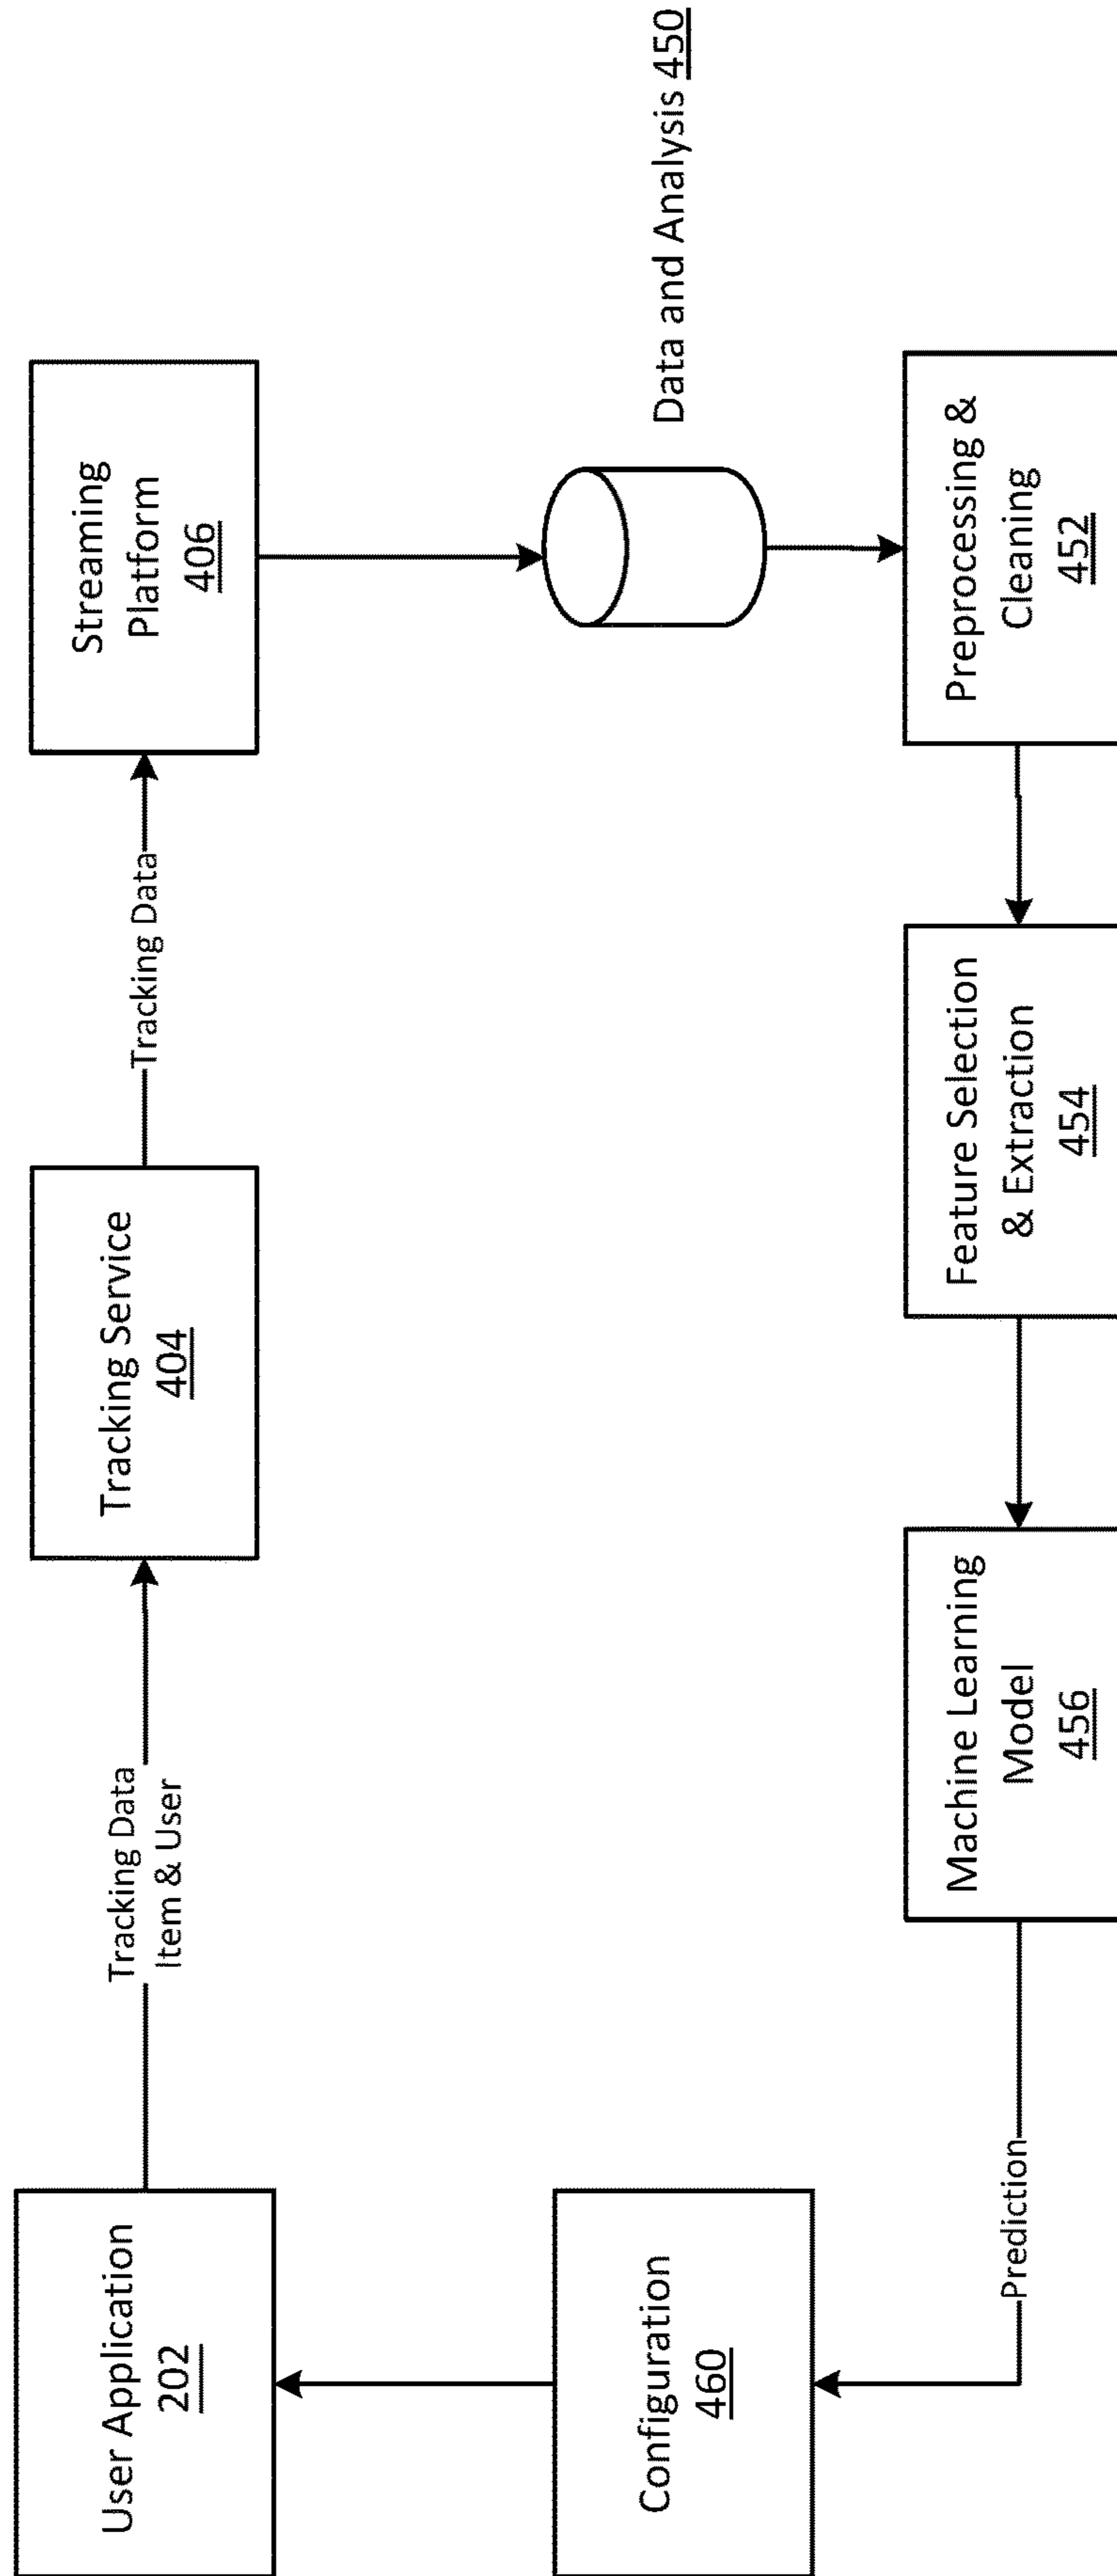 User Application
202
Tracking Data
Item & User
Tracking Service
404
Tracking Data
Streaming
Platform
406
Data and Analysis 450
Configuration
460
Prediction
Machine Learning
Model
456
Feature Selection
& Extraction
454
Preprocessing &
Cleaning
452